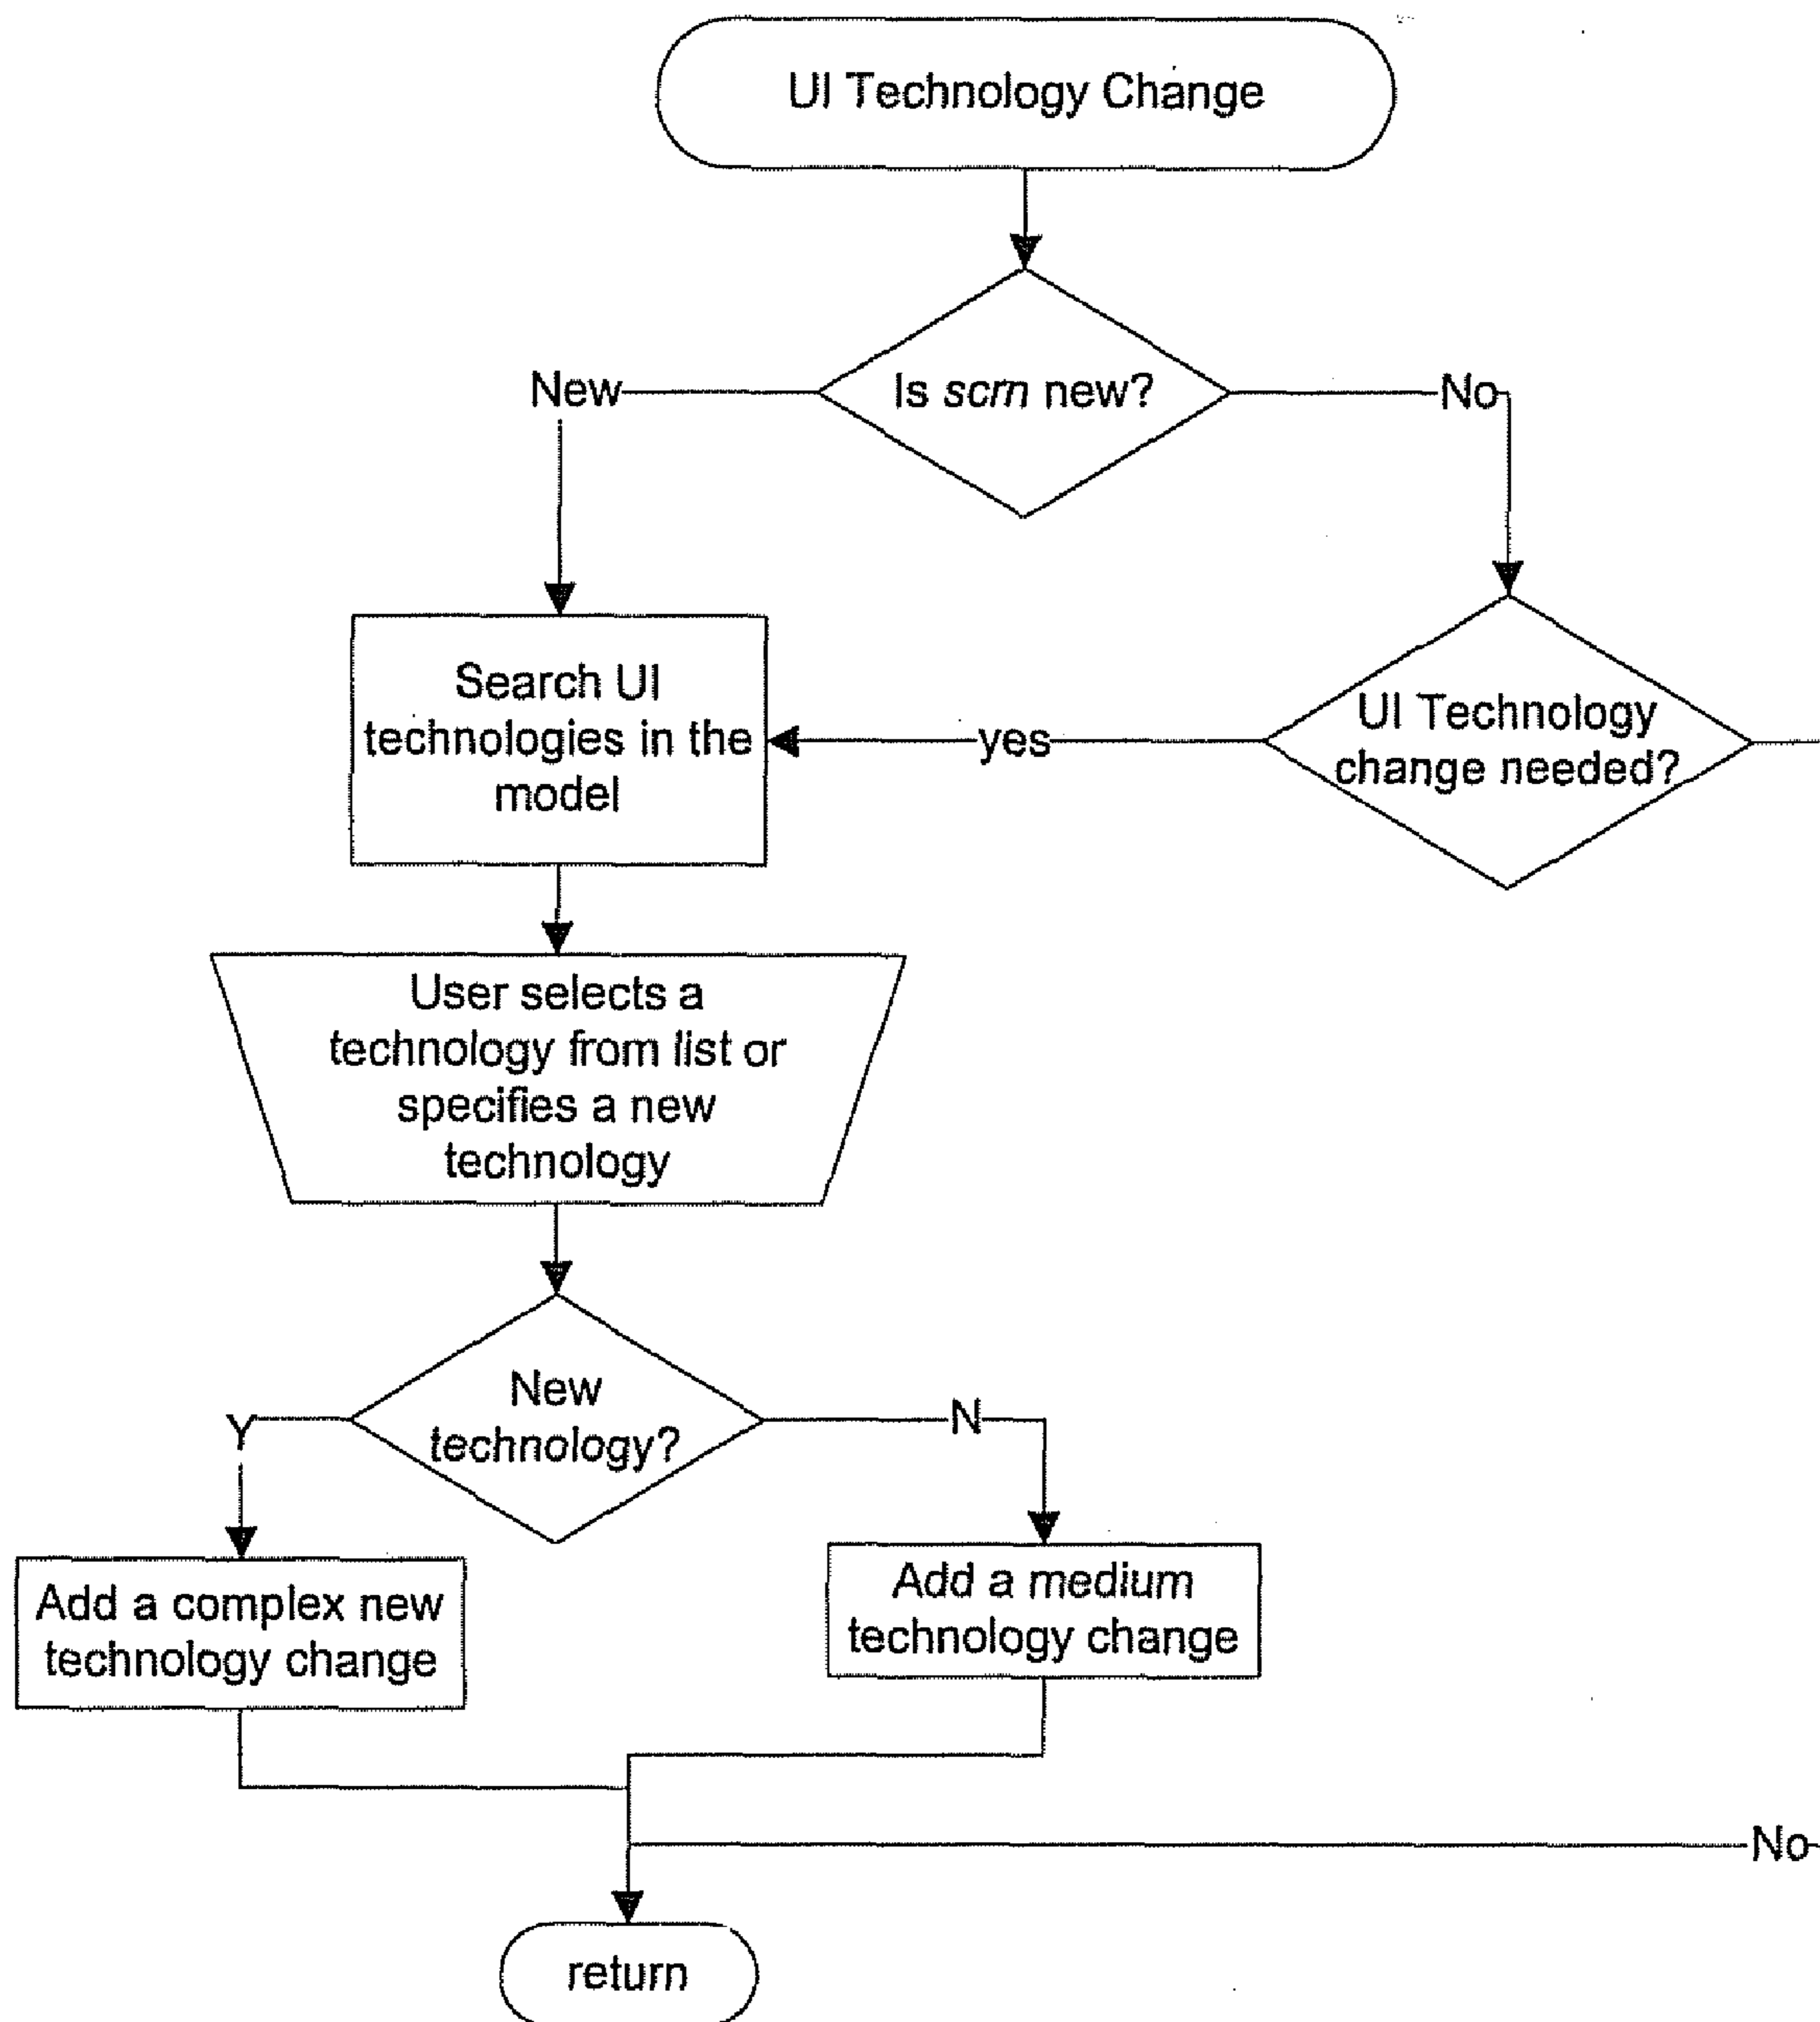 UI Technology Change
Is scrn new?
New
No
Search UI
technologies in the
model
yes
UI Technology
change needed?
User selects a
technology from list or
specifies a new
technology
New
technology?
Y
N
Add a complex new
technology change
Add a medium
technology change
No
return